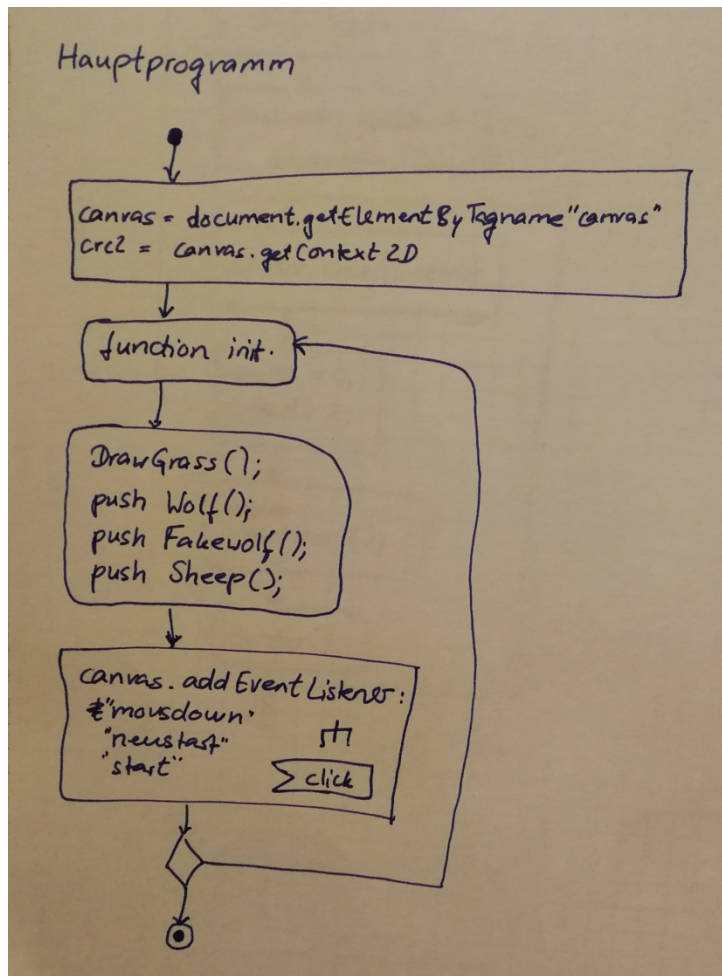 Hauptprogramm
canvas = document.getElementByTagname "canvas"
crc2 = canvas.getContext 2D
function init.
DrawGrass();
push Wolf();
push Fakewolf();
push Sheep();
canvas.addEventListener:
"mousdown"
"neustart"
"start"
click